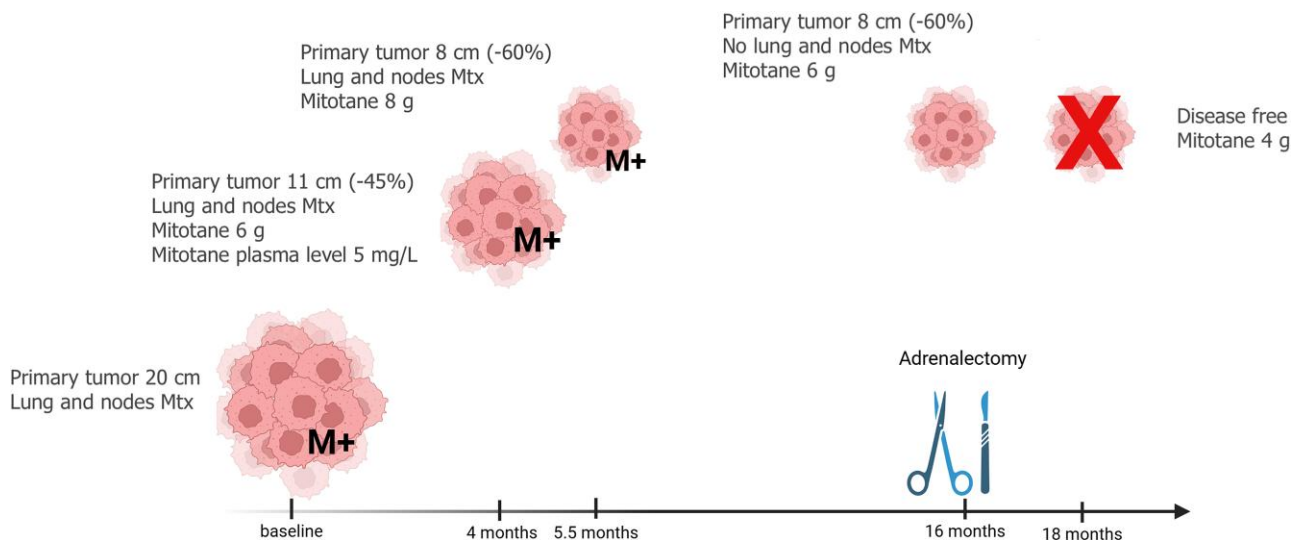 Primary tumor 8 cm (-60%)
Lung and nodes Mtx
Mitotane 8 g
Primary tumor 8 cm (-60%)
No lung and nodes Mtx
Mitotane 6 g
Disease free
Mitotane 4 g
M+
Primary tumor 11 cm (-45%)
Lung and nodes Mtx
Mitotane 6 g
Mitotane plasma level 5 mg/L
M+
Primary tumor 20 cm
Lung and nodes Mtx
M+
Adrenalectomy
baseline
4 months
5.5 months
16 months
18 months